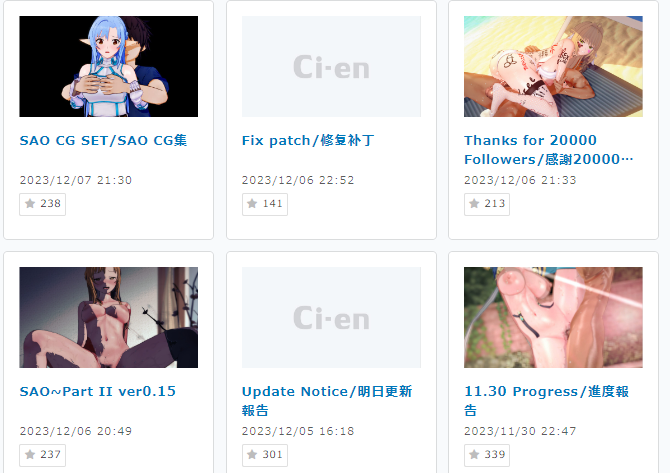 SAO CG SET/SAO CG集
2023/12/07 21:30
★ 238
Ci-en
Fix patch/修复补丁
2023/12/06 22:52
★ 141
Thanks for 20000
Followers/感謝20000…
2023/12/06 21:33
★ 213
SAO~Part II ver0.15
2023/12/06 20:49
★ 237
Ci-en
Update Notice/明日更新
報告
2023/12/05 16:18
★ 301
11.30 Progress/進度報
告
2023/11/30 22:47
★ 339